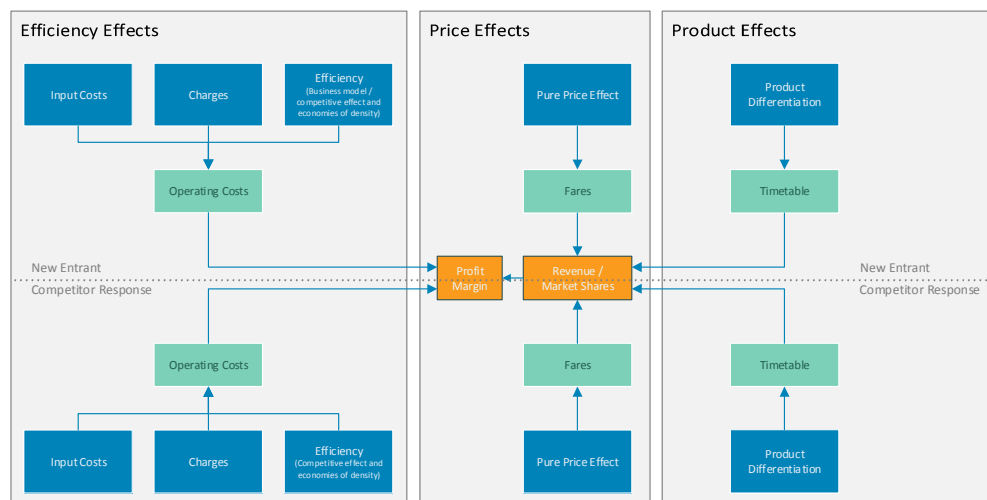 Efficiency Effects
Price Effects
Product Effects
Input Costs
Charges
Efficiency
(Business model /
competitive effect and
economies of density)
Pure Price Effect
Product
Differentiation
Operating Costs
Fares
Timetable
New Entrant
Competitor Response
Profit
Margin
Revenue /
Market Shares
New Entrant
Competitor Response
Operating Costs
Fares
Timetable
Input Costs
Charges
Efficiency
(Competitive effect and
economies of density)
Pure Price Effect
Product
Differentiation